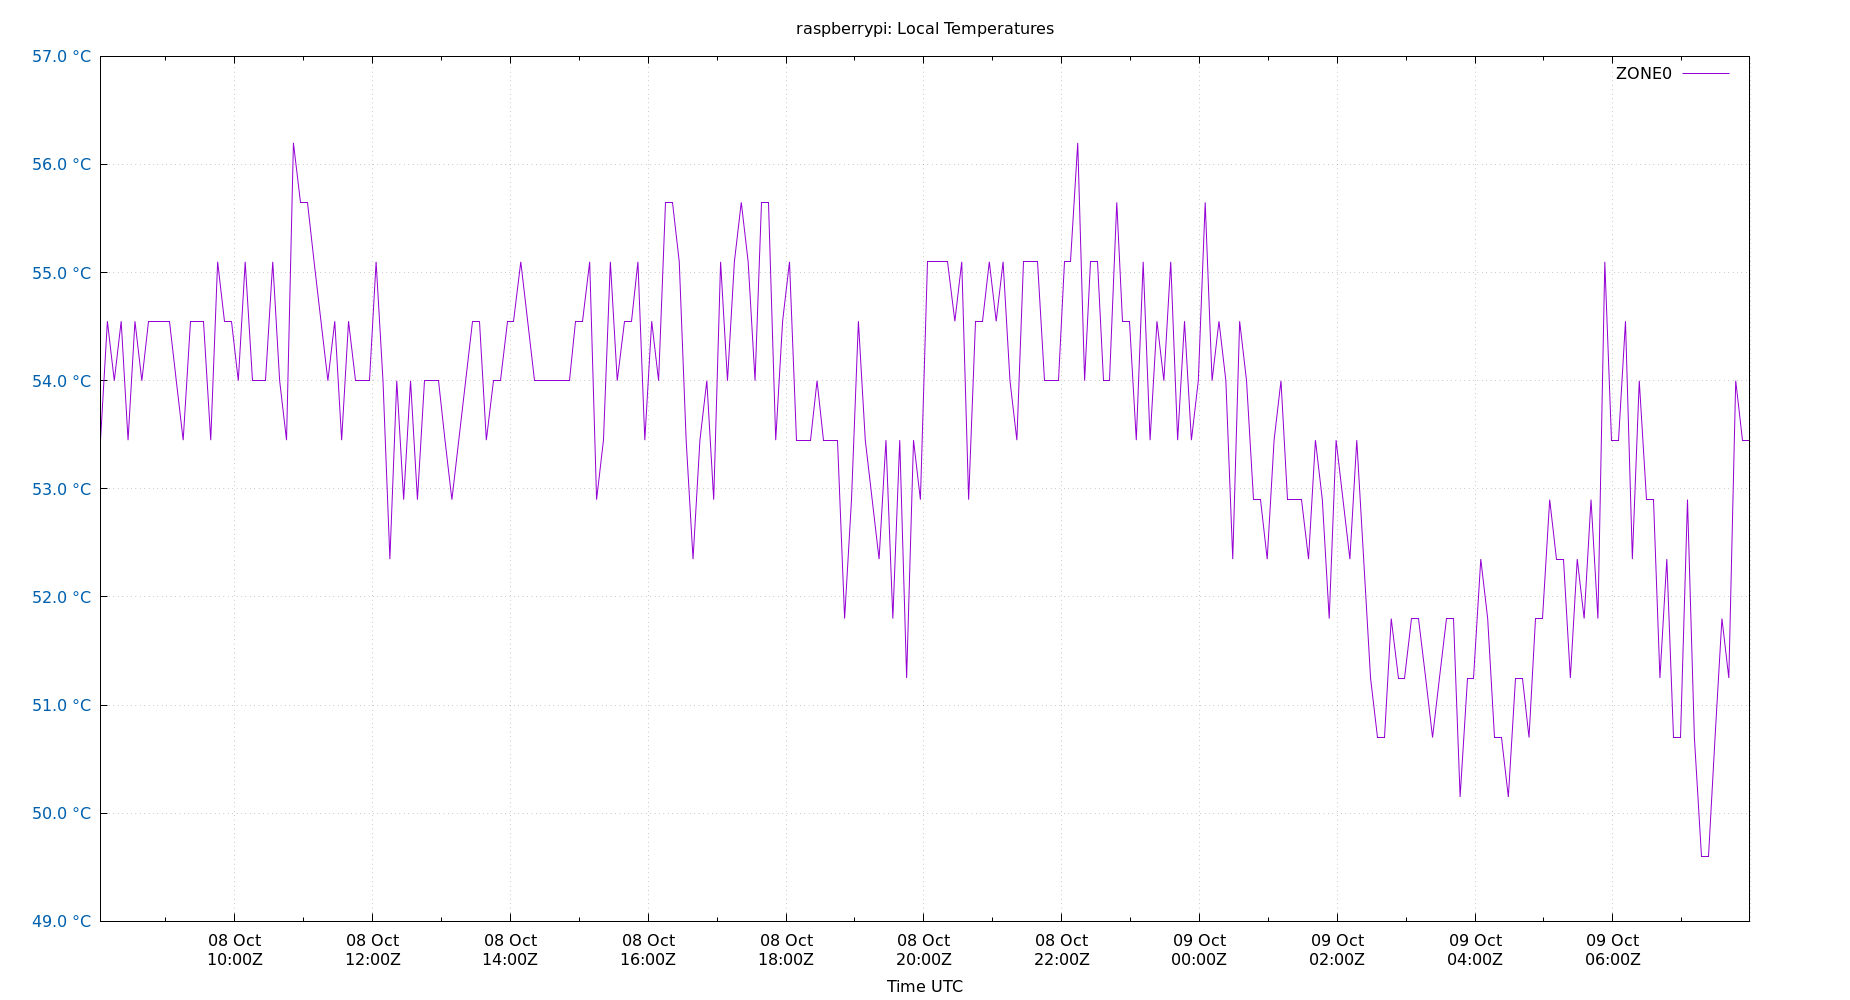 raspberrypi: Local Temperatures
57.0 °C
ZONE0
56.0 °C
55.0 °C
54.0 °C
53.0 °C
52.0 °C
51.0 °C
50.0 °C
49.0 °C
08 Oct 08 Oct 08 Oct 08 Oct 08 Oct 08 Oct 08 Oct 09 Oct 09 Oct 09 Oct 09 Oct
10:00Z 12:00Z 14:00Z 16:00Z 18:00Z 20:00Z 22:00Z 00:00Z 02:00Z 04:00Z 06:00Z
Time UTC